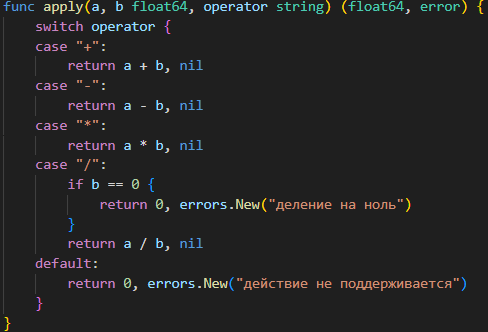 func apply(a, b float64, operator string) (float64, error) {
    switch operator {
    case "+":
        return a + b, nil
    case "-":
        return a - b, nil
    case "*":
        return a * b, nil
    case "/":
        if b == 0 {
            return 0, errors.New("деление на ноль")
        }
        return a / b, nil
    default:
        return 0, errors.New("действие не поддерживается")
    }
}